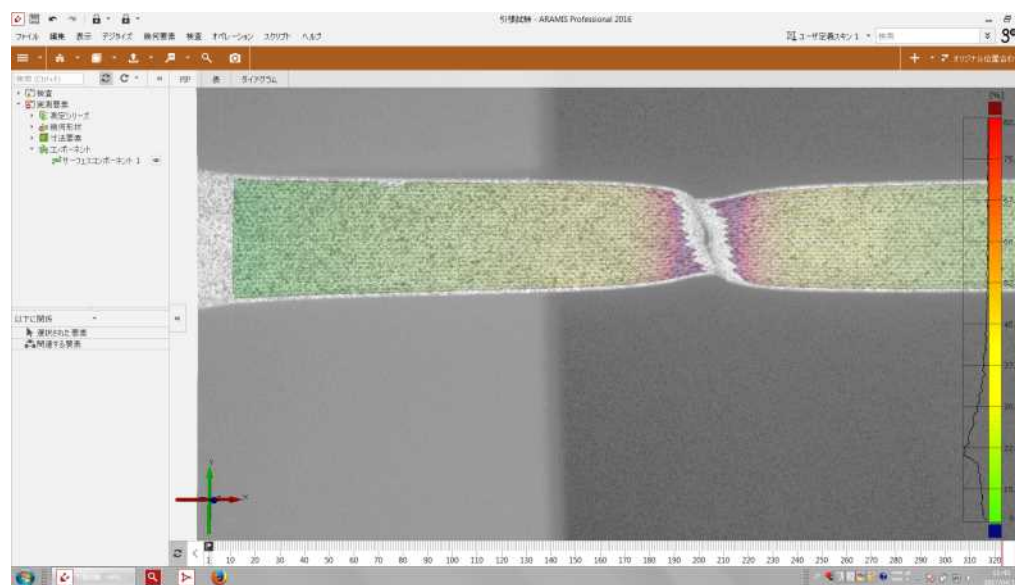 引張試験 - ARAMIS Professional 2016
ファイル 編集 表示 デジタイズ 幾何要素 検査 オペレーション スクリプト ヘルプ
ユーザ定義スキン 1
検索
検索 (Ctrl+F)
3D 表 ダイアグラム
検査
実測要素
測定シリーズ
幾何形状
寸法要素
コンポーネント
サーフェスコンポーネント 1
[%]
以下に関係
選択された要素
関連する要素
Y
X
1 10 20 30 40 50 60 70 80 90 100 110 120 130 140 150 160 170 180 190 200 210 220 230 240 250 260 270 280 290 300 310 320